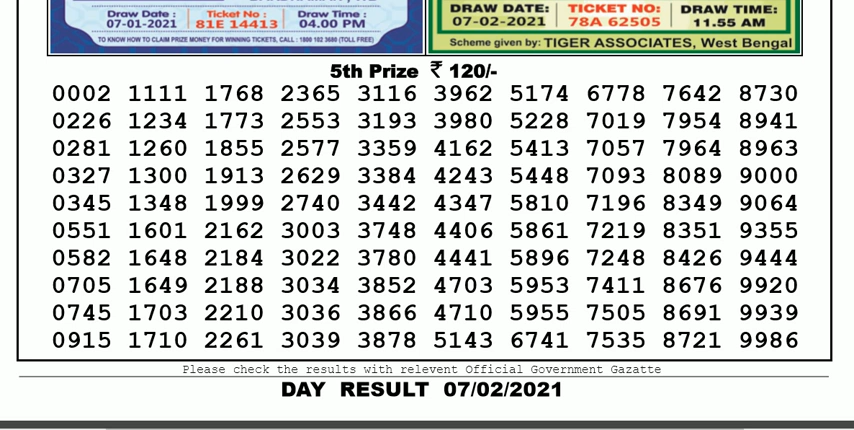 Draw Date : Ticket No : Draw Time :
07-01-2021 81E 14413 04.00 PM
TO KNOW HOW TO CLAIM PRIZE MONEY FOR WINNING TICKETS, CALL : 1800 102 3680 (TOLL FREE)
DRAW DATE: TICKET NO: DRAW TIME:
07-02-2021 78A 62505 11.55 AM
Scheme given by: TIGER ASSOCIATES, West Bengal
5th Prize ₹ 120/-
0002 1111 1768 2365 3116 3962 5174 6778 7642 8730
0226 1234 1773 2553 3193 3980 5228 7019 7954 8941
0281 1260 1855 2577 3359 4162 5413 7057 7964 8963
0327 1300 1913 2629 3384 4243 5448 7093 8089 9000
0345 1348 1999 2740 3442 4347 5810 7196 8349 9064
0551 1601 2162 3003 3748 4406 5861 7219 8351 9355
0582 1648 2184 3022 3780 4441 5896 7248 8426 9444
0705 1649 2188 3034 3852 4703 5953 7411 8676 9920
0745 1703 2210 3036 3866 4710 5955 7505 8691 9939
0915 1710 2261 3039 3878 5143 6741 7535 8721 9986
Please check the results with relevent Official Government Gazatte
DAY RESULT 07/02/2021